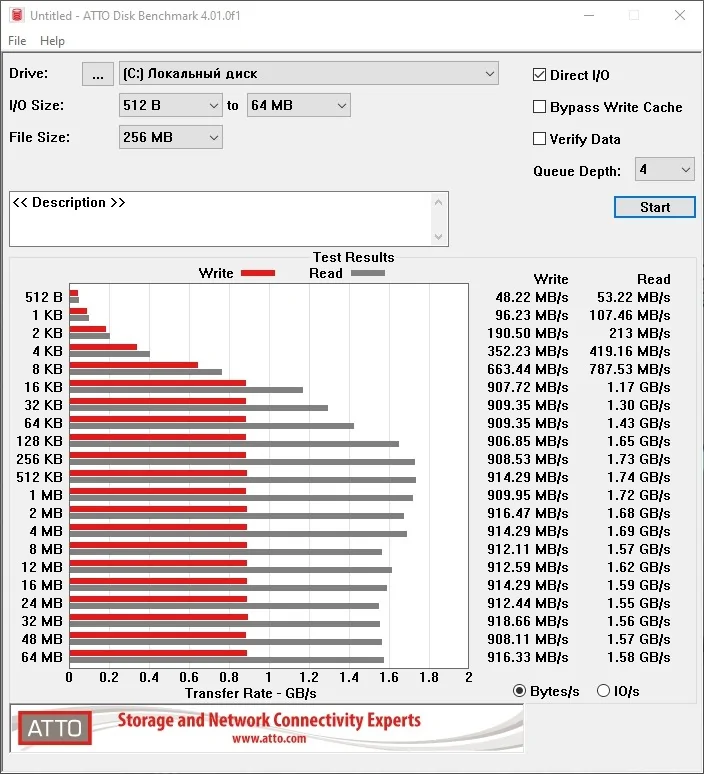 Untitled - ATTO Disk Benchmark 4.01.0f1
File Help
Drive: ... (C:) Локальный диск
Direct I/O
I/O Size: 512 B to 64 MB
Bypass Write Cache
File Size: 256 MB
Verify Data
Queue Depth: 4
<< Description >>
Start
Test Results
Write Read
Write Read
512 B 48.22 MB/s 53.22 MB/s
1 KB 96.23 MB/s 107.46 MB/s
2 KB 190.50 MB/s 213 MB/s
4 KB 352.23 MB/s 419.16 MB/s
8 KB 663.44 MB/s 787.53 MB/s
16 KB 907.72 MB/s 1.17 GB/s
32 KB 909.35 MB/s 1.30 GB/s
64 KB 909.35 MB/s 1.43 GB/s
128 KB 906.85 MB/s 1.65 GB/s
256 KB 908.53 MB/s 1.73 GB/s
512 KB 914.29 MB/s 1.74 GB/s
1 MB 909.95 MB/s 1.72 GB/s
2 MB 916.47 MB/s 1.68 GB/s
4 MB 914.29 MB/s 1.69 GB/s
8 MB 912.11 MB/s 1.57 GB/s
12 MB 912.59 MB/s 1.62 GB/s
16 MB 914.29 MB/s 1.59 GB/s
24 MB 912.44 MB/s 1.55 GB/s
32 MB 918.66 MB/s 1.56 GB/s
48 MB 908.11 MB/s 1.57 GB/s
64 MB 916.33 MB/s 1.58 GB/s
0 0.2 0.4 0.6 0.8 1 1.2 1.4 1.6 1.8 2
Transfer Rate - GB/s
Bytes/s IO/s
ATTO
Storage and Network Connectivity Experts
www.atto.com